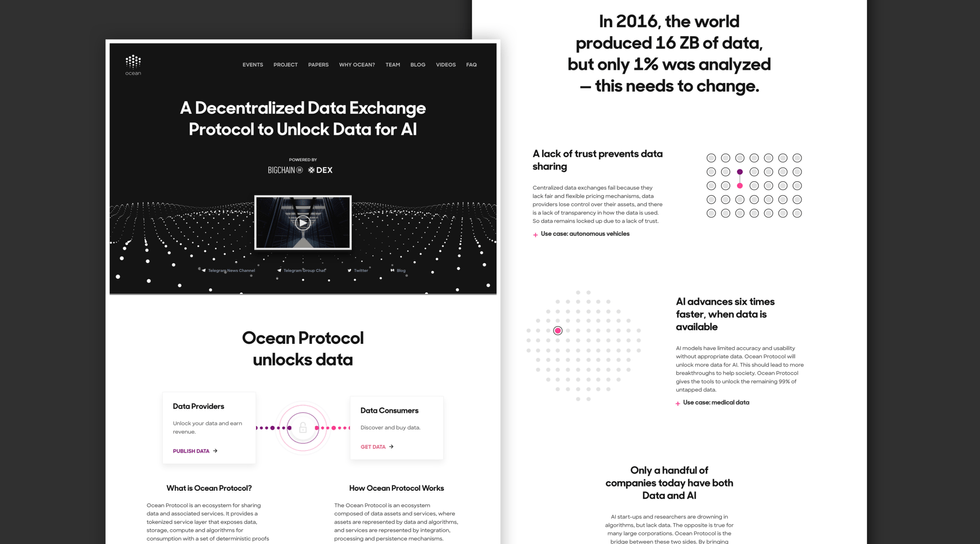 ocean
EVENTS PROJECT PAPERS WHY OCEAN? TEAM BLOG VIDEOS FAQ
A Decentralized Data Exchange
Protocol to Unlock Data for AI
POWERED BY
BIGCHAIN DEX
Telegram News Channel Telegram Group Chat Twitter Blog
Ocean Protocol
unlocks data
Data Providers
Unlock your data and earn
revenue.
PUBLISH DATA →
Data Consumers
Discover and buy data.
GET DATA →
What is Ocean Protocol?
Ocean Protocol is an ecosystem for sharing
data and associated services. It provides a
tokenized service layer that exposes data,
storage, compute and algorithms for
consumption with a set of deterministic proofs
How Ocean Protocol Works
The Ocean Protocol is an ecosystem
composed of data assets and services, where
assets are represented by data and algorithms,
and services are represented by integration,
processing and persistence mechanisms.
In 2016, the world
produced 16 ZB of data,
but only 1% was analyzed
— this needs to change.
A lack of trust prevents data
sharing
Centralized data exchanges fail because they
lack fair and flexible pricing mechanisms, data
providers lose control over their assets, and there
is a lack of transparency in how the data is used.
So data remains locked up due to a lack of trust.
+ Use case: autonomous vehicles
AI advances six times
faster, when data is
available
AI models have limited accuracy and usability
without appropriate data. Ocean Protocol will
unlock more data for AI. This should lead to more
breakthroughs to help society. Ocean Protocol
gives the tools to unlock the remaining 99% of
untapped data.
+ Use case: medical data
Only a handful of
companies today have both
Data and AI
AI start-ups and researchers are drowning in
algorithms, but lack data. The opposite is true for
many large corporations. Ocean Protocol is the
bridge between these two sides. By bringing